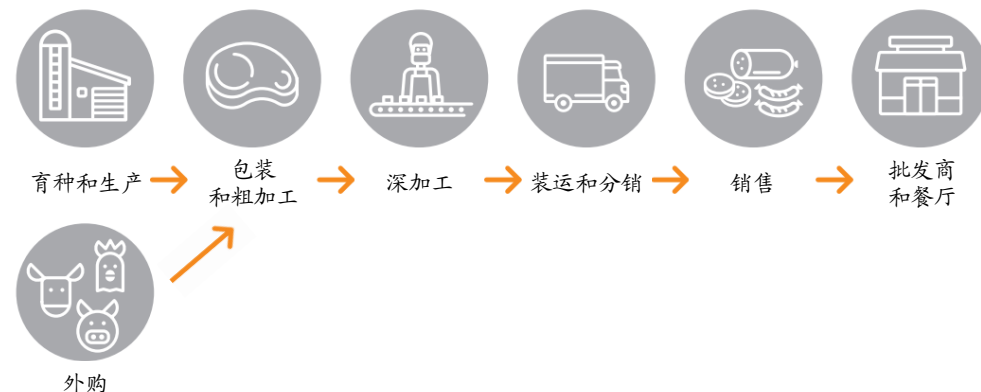 育种和生产
包装
和粗加工
深加工
装运和分销
销售
批发商
和餐厅
外购